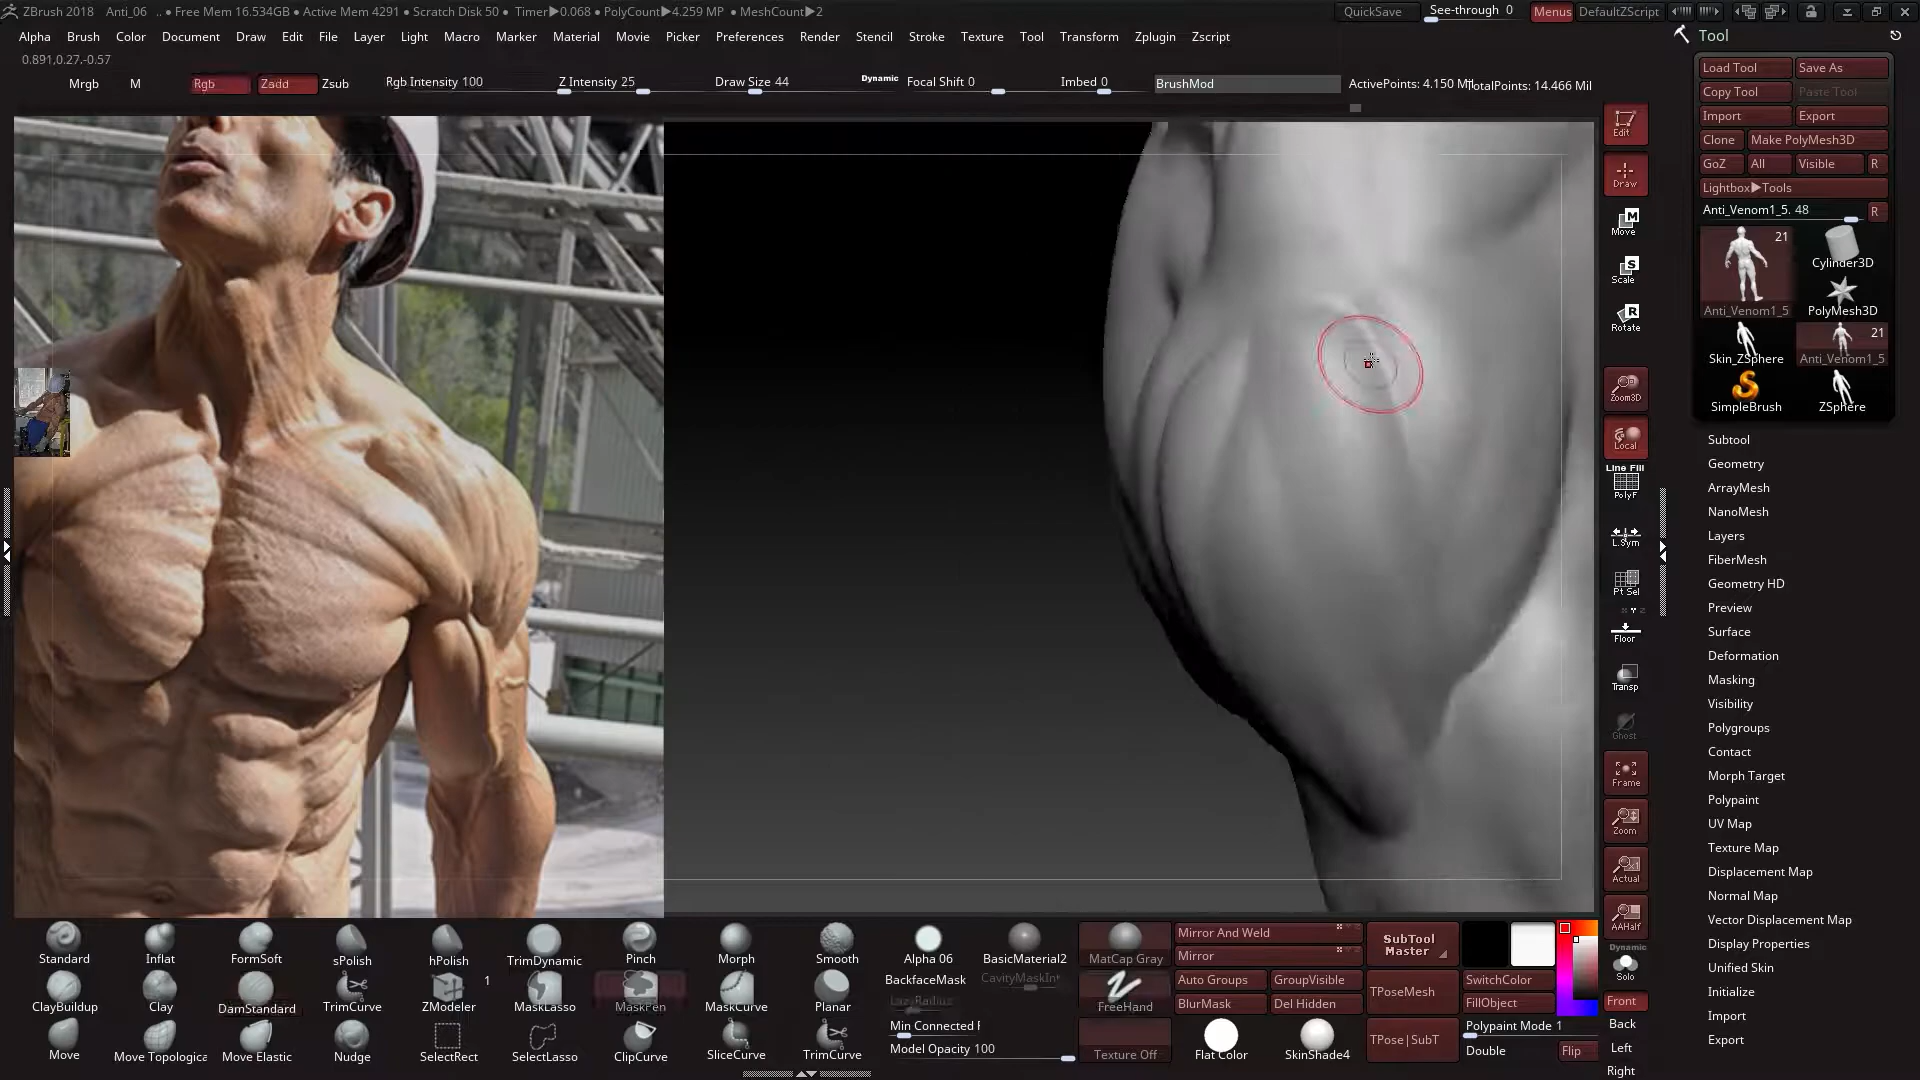 ZBrush 2018 Anti_06 .. • Free Mem 16.534GB • Active Mem 4291 • Scratch Disk 50 • Timer▶0.068 • PolyCount▶4.259 MP • MeshCount▶2 QuickSave See-through 0 Menus DefaultZScript
Alpha Brush Color Document Draw Edit File Layer Light Macro Marker Material Movie Picker Preferences Render Stencil Stroke Texture Tool Transform Zplugin Zscript
0.891,0.27,-0.57
Mrgb M Rgb Zadd Zsub Rgb Intensity 100 Z Intensity 25 Draw Size 44 Dynamic Focal Shift 0 Imbed 0 BrushMod ActivePoints: 4.150 Mil TotalPoints: 14.466 Mil
Edit
Draw
Move
Scale
Rotate
Zoom3D
Local
Line Fill
PolyF
L.Sym
Pt Sel
Floor
Transp
Ghost
Frame
Zoom
Actual
AAHalf
Dynamic
Solo
Front
Back
Left
Right
Tool
Load Tool Save As
Copy Tool Paste Tool
Import Export
Clone Make PolyMesh3D
GoZ All Visible R
Lightbox▶Tools
Anti_Venom1_5. 48 R
21
Cylinder3D
Anti_Venom1_5 PolyMesh3D
21
Skin_ZSphere Anti_Venom1_5
SimpleBrush ZSphere
Subtool
Geometry
ArrayMesh
NanoMesh
Layers
FiberMesh
Geometry HD
Preview
Surface
Deformation
Masking
Visibility
Polygroups
Contact
Morph Target
Polypaint
UV Map
Texture Map
Displacement Map
Normal Map
Vector Displacement Map
Display Properties
Unified Skin
Initialize
Import
Export
Standard Inflat FormSoft sPolish hPolish TrimDynamic Pinch Morph Smooth Alpha 06 BasicMaterial2 MatCap Gray
ClayBuildup Clay DamStandard TrimCurve ZModeler 1 MaskLasso MaskPen MaskCurve Planar BackfaceMask CavityMaskInt FreeHand
Lazy Radius
Move Move Topologica Move Elastic Nudge SelectRect SelectLasso ClipCurve SliceCurve TrimCurve
Min Connected F
Model Opacity 100
Texture Off
Mirror And Weld
Mirror
Auto Groups GroupVisible
BlurMask Del Hidden
Flat Color SkinShade4
SubTool
Master
TPoseMesh
TPose|SubT
SwitchColor
FillObject
Polypaint Mode 1
Double Flip